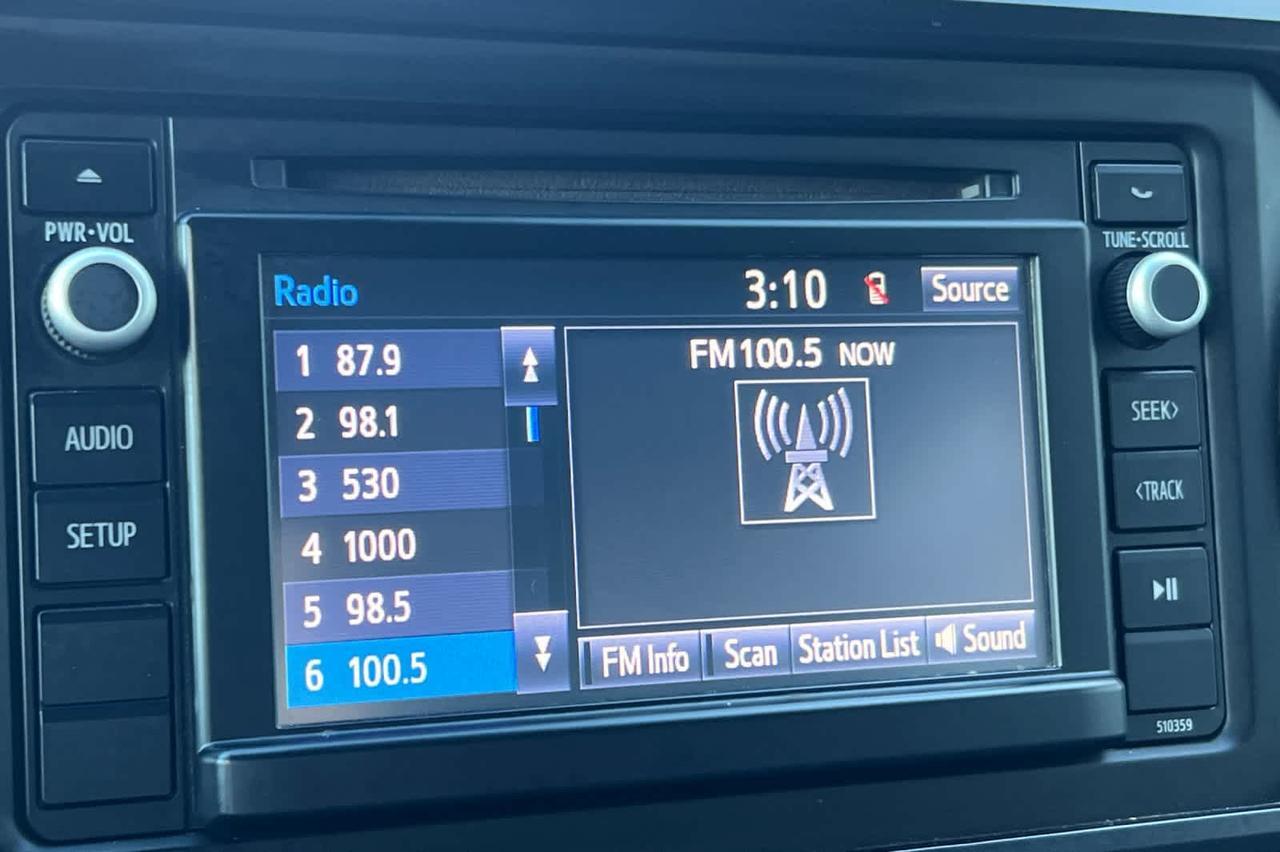 PWR•VOL
AUDIO
SETUP
Radio
3:10
Source
1 87.9
2 98.1
3 530
4 1000
5 98.5
6 100.5
FM100.5 NOW
FM Info
Scan
Station List
Sound
TUNE•SCROLL
SEEK>
<TRACK
510359